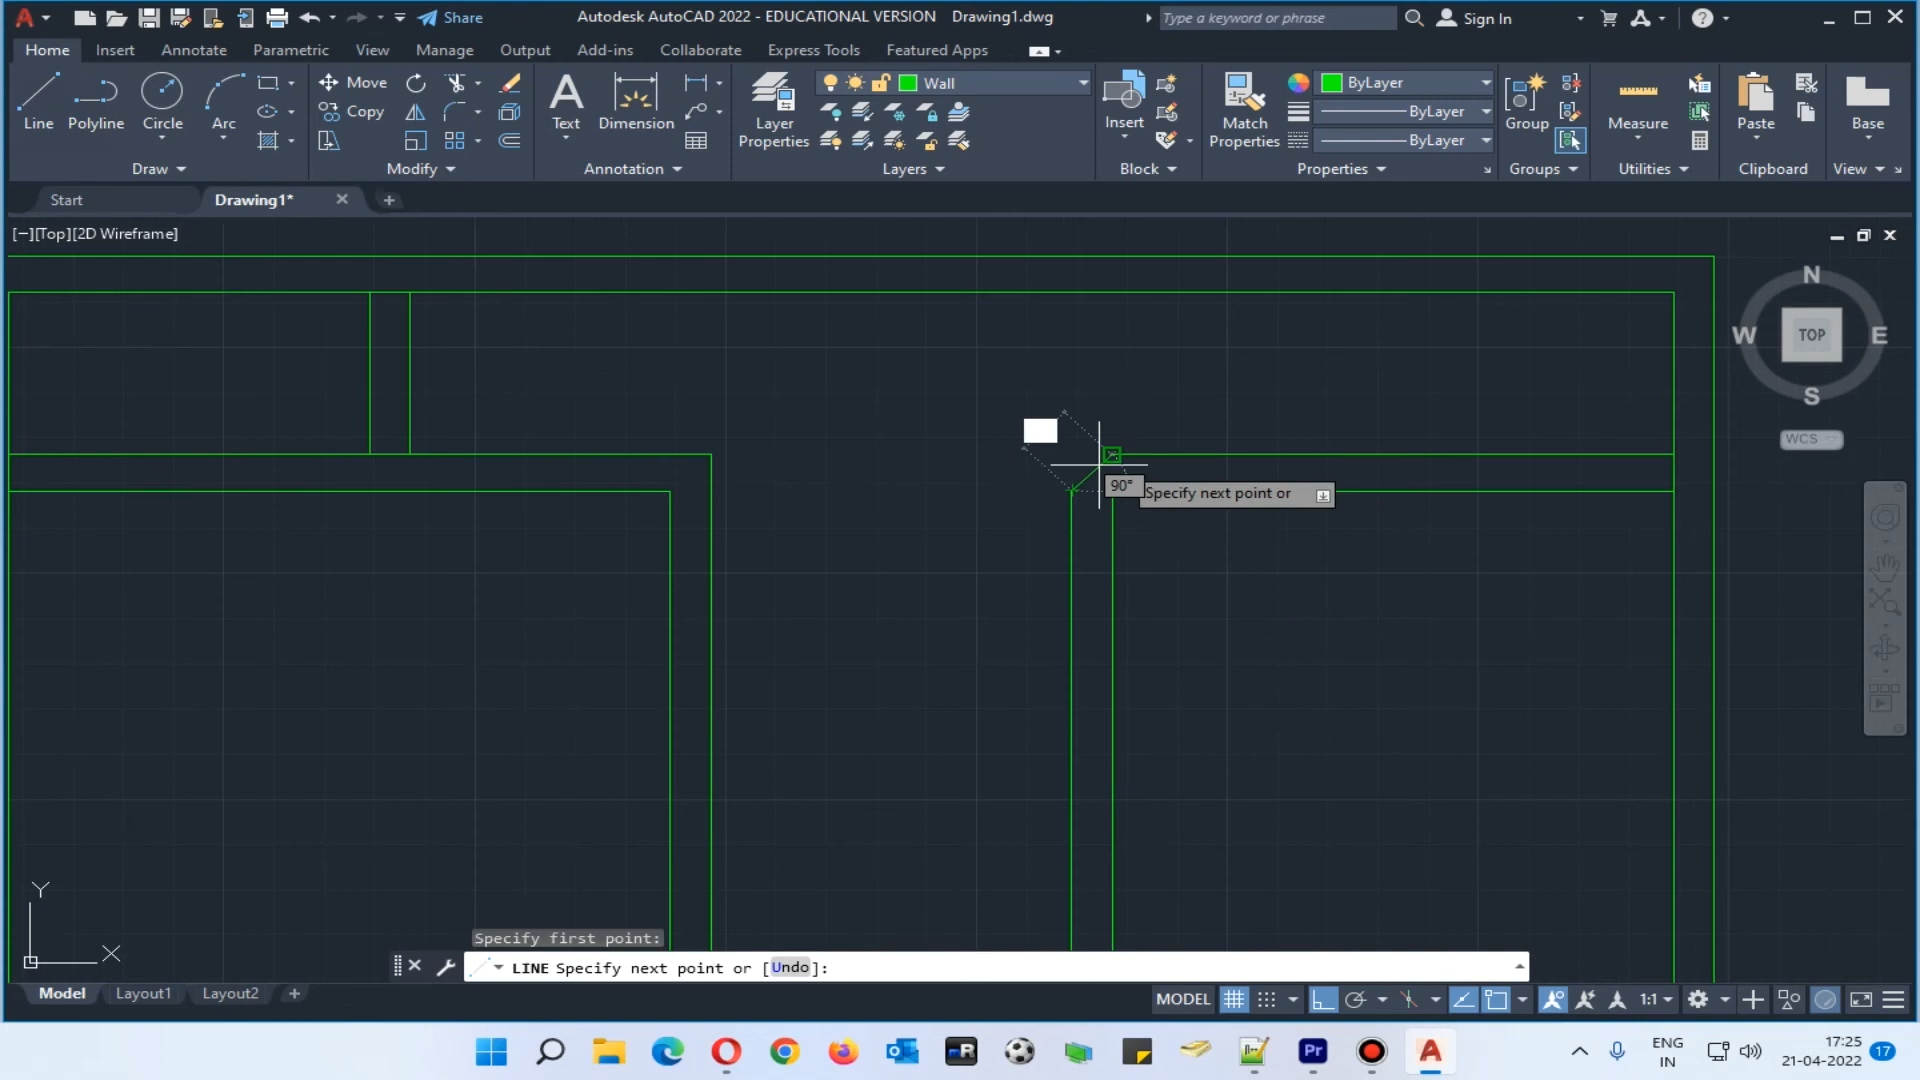 Share
Autodesk AutoCAD 2022 - EDUCATIONAL VERSION Drawing1.dwg
Type a keyword or phrase
Sign In
Home Insert Annotate Parametric View Manage Output Add-ins Collaborate Express Tools Featured Apps
Line
Polyline
Circle
Arc
Move
Copy
Text
Dimension
Layer Properties
Wall
Insert
Match Properties
ByLayer
ByLayer
ByLayer
Group
Measure
Paste
Base
Draw Modify Annotation Layers Block Properties Groups Utilities Clipboard View
Start Drawing1*
[−][Top][2D Wireframe]
N
W TOP E
S
WCS
90°
Specify next point or
Y
X
Specify first point:
LINE Specify next point or [Undo]:
Model Layout1 Layout2
MODEL 1:1
mR
Pr
A
ENG
IN
17:25
21-04-2022
17